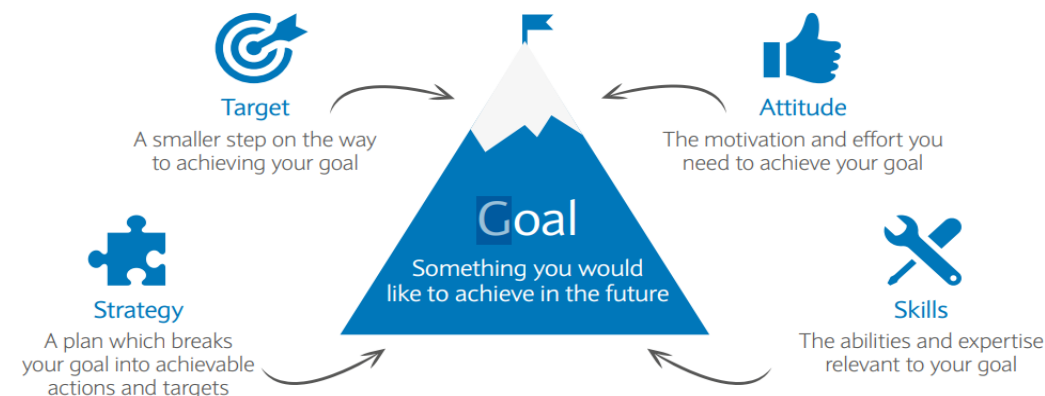 Target
A smaller step on the way
to achieving your goal
Attitude
The motivation and effort you
need to achieve your goal
Goal
Something you would
like to achieve in the future
Strategy
A plan which breaks
your goal into achievable
actions and targets
Skills
The abilities and expertise
relevant to your goal